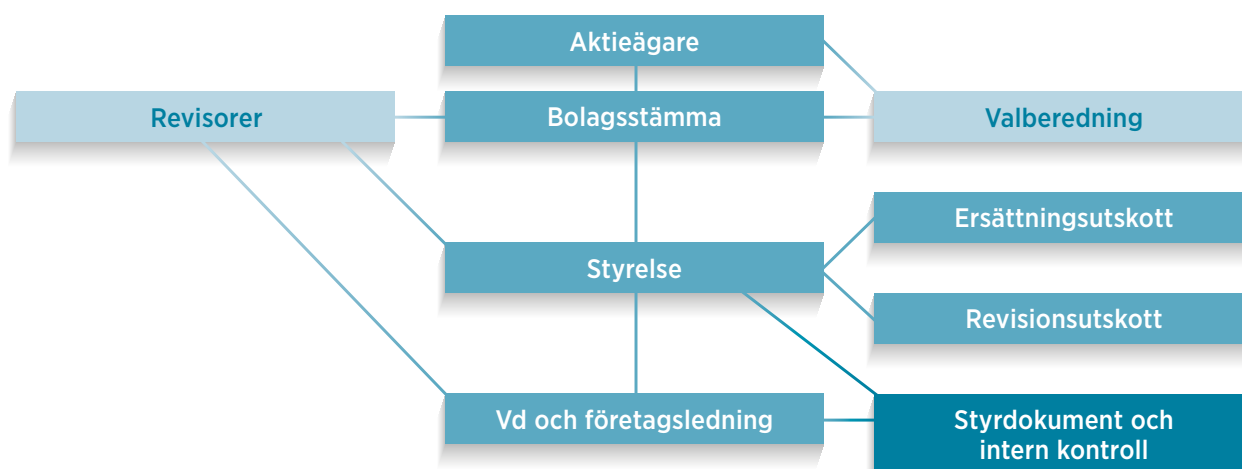 Aktieägare
Revisorer
Bolagsstämma
Valberedning
Ersättningsutskott
Styrelse
Revisionsutskott
Vd och företagsledning
Styrdokument och
intern kontroll